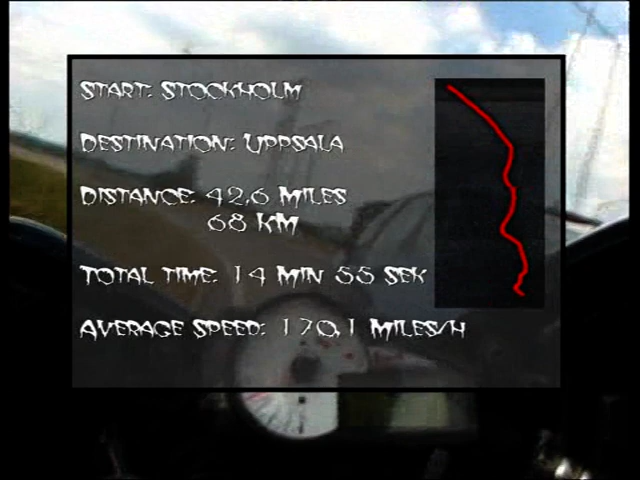 Start: Stockholm
Destination: Uppsala
Distance: 42,6 Miles
68 KM
Total time: 14 min 55 sek
Average Speed: 170,1 Miles/h